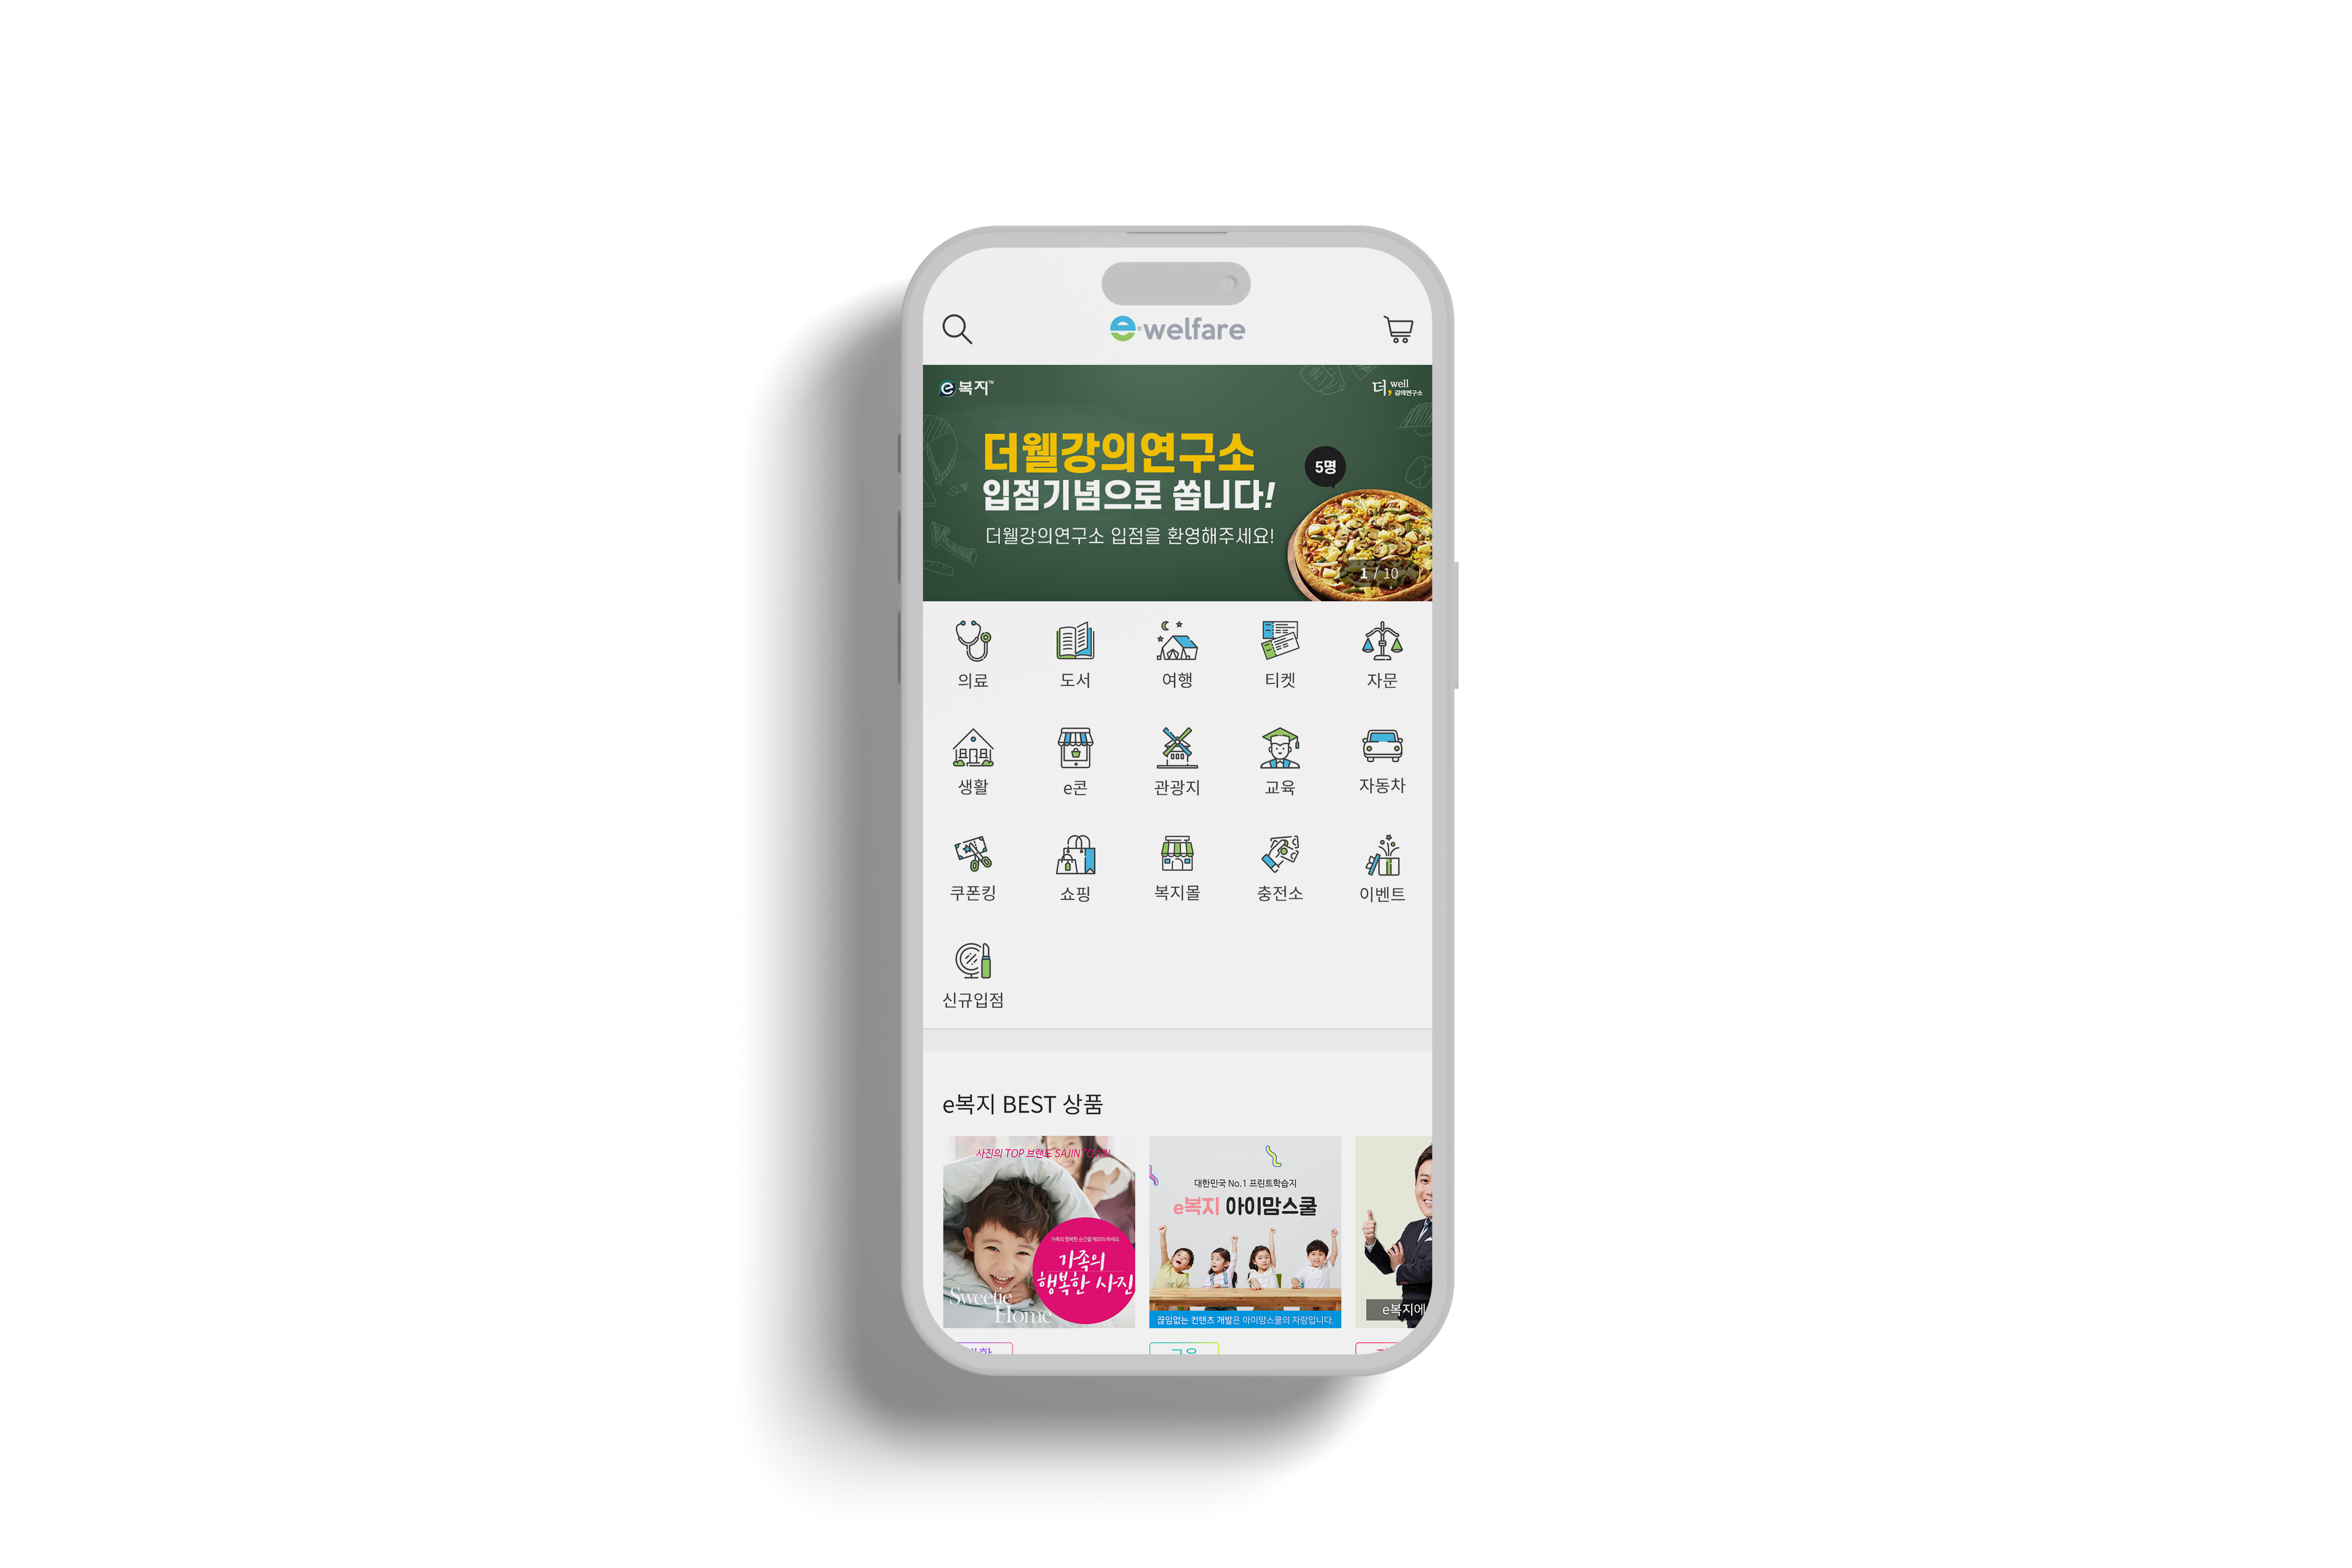 e-welfare
e복지™
더, well
강의연구소
더웰강의연구소
입점기념으로 쏩니다!
더웰강의연구소 입점을 환영해주세요!
5명
1 / 10
의료 도서 여행 티켓 자문
생활 e콘 관광지 교육 자동차
쿠폰킹 쇼핑 복지몰 충전소 이벤트
신규입점
e복지 BEST 상품
사진의 TOP 브랜드 SAJIN TOWN
가족의
행복한 사진
Sweetie
Home
대한민국 No.1 프린트학습지
e복지 아이맘스쿨
끊임없는 컨텐츠 개발은 아이맘스쿨의 자랑입니다.
e복지에
교육